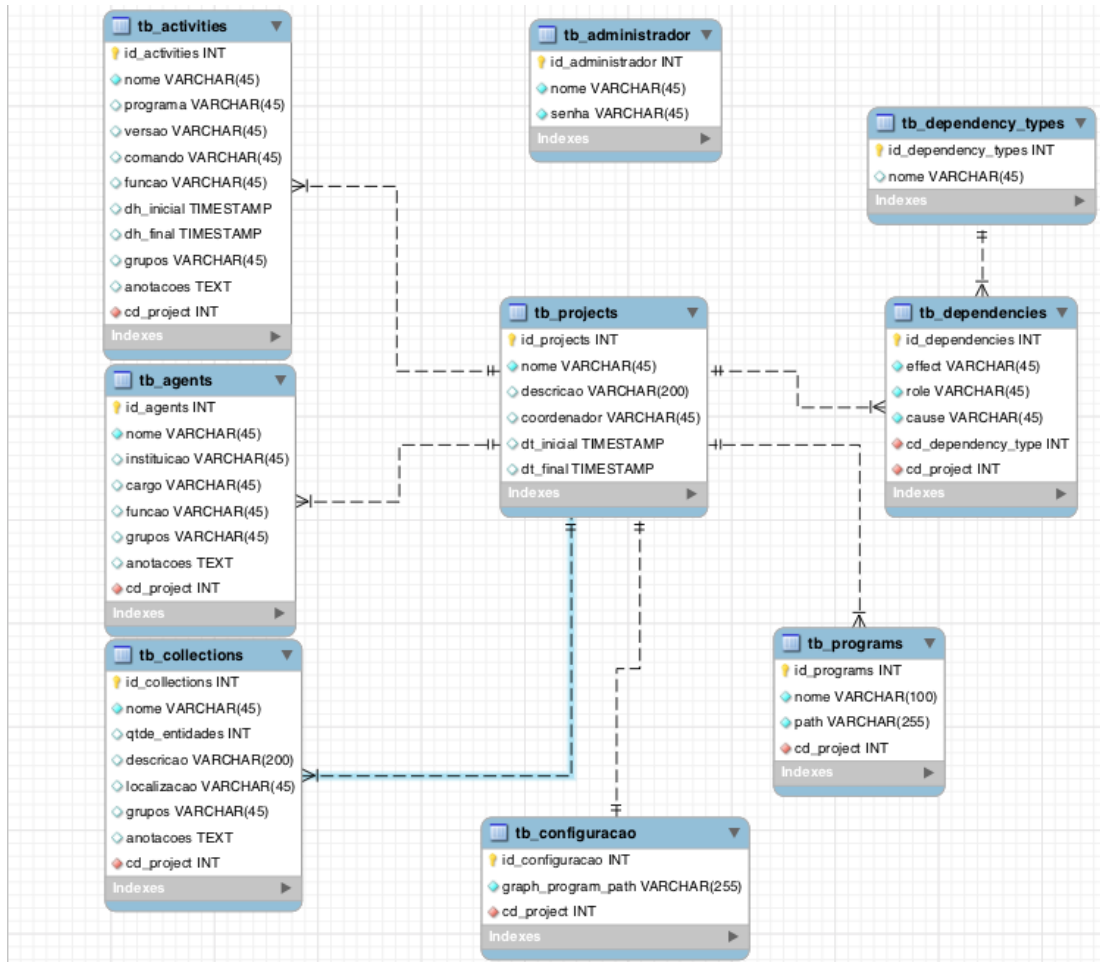 tb_activities
id_activities INT
nome VARCHAR(45)
programa VARCHAR(45)
versao VARCHAR(45)
comando VARCHAR(45)
funcao VARCHAR(45)
dh_inicial TIMESTAMP
dh_final TIMESTAMP
grupos VARCHAR(45)
anotacoes TEXT
cd_project INT
Indexes
tb_administrador
id_administrador INT
nome VARCHAR(45)
senha VARCHAR(45)
Indexes
tb_dependency_types
id_dependency_types INT
nome VARCHAR(45)
Indexes
tb_projects
id_projects INT
nome VARCHAR(45)
descricao VARCHAR(200)
coordenador VARCHAR(45)
dt_inicial TIMESTAMP
dt_final TIMESTAMP
Indexes
tb_dependencies
id_dependencies INT
effect VARCHAR(45)
role VARCHAR(45)
cause VARCHAR(45)
cd_dependency_type INT
cd_project INT
Indexes
tb_agents
id_agents INT
nome VARCHAR(45)
instituicao VARCHAR(45)
cargo VARCHAR(45)
funcao VARCHAR(45)
grupos VARCHAR(45)
anotacoes TEXT
cd_project INT
Indexes
tb_collections
id_collections INT
nome VARCHAR(45)
qtde_entidades INT
descricao VARCHAR(200)
localizacao VARCHAR(45)
grupos VARCHAR(45)
anotacoes TEXT
cd_project INT
Indexes
tb_programs
id_programs INT
nome VARCHAR(100)
path VARCHAR(255)
cd_project INT
Indexes
tb_configuracao
id_configuracao INT
graph_program_path VARCHAR(255)
cd_project INT
Indexes